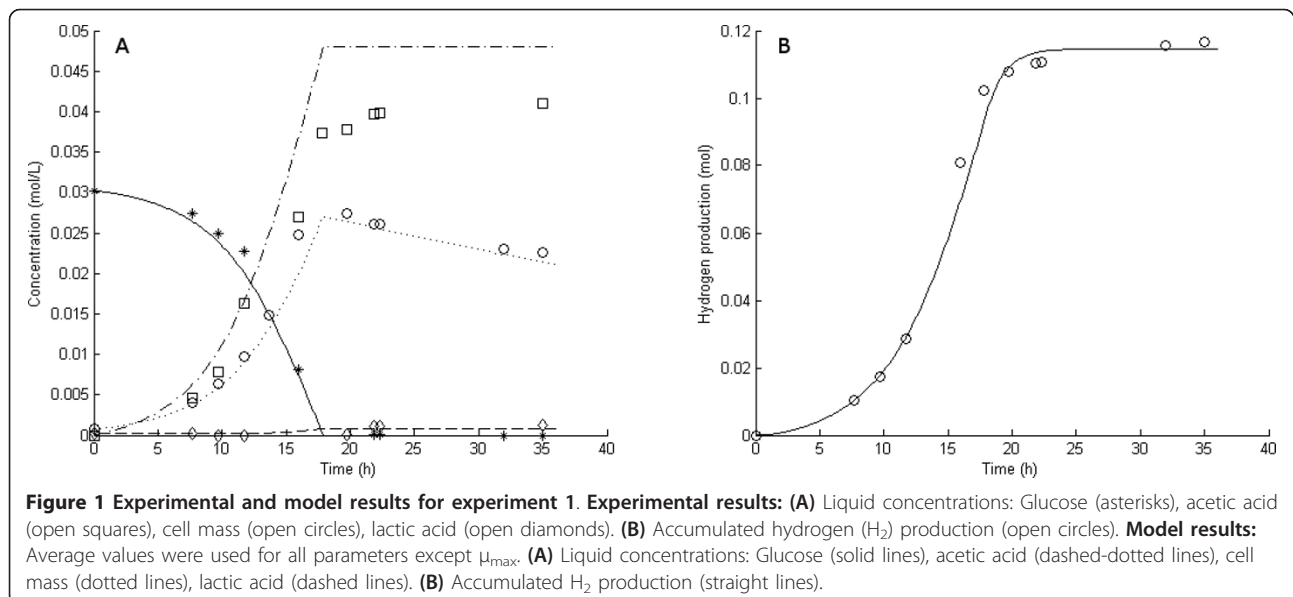 A
0.05
0.045
0.04
0.035
0.03
0.025
0.02
0.015
0.01
0.005
0
Concentration (mol/L)
0 5 10 15 20 25 30 35 40
Time (h)
B
0.12
0.1
0.08
0.06
0.04
0.02
0
Hydrogen production (mol)
0 5 10 15 20 25 30 35 40
Time (h)
Figure 1 Experimental and model results for experiment 1. Experimental results: (A) Liquid concentrations: Glucose (asterisks), acetic acid
(open squares), cell mass (open circles), lactic acid (open diamonds). (B) Accumulated hydrogen (H₂) production (open circles). Model results:
Average values were used for all parameters except μmax. (A) Liquid concentrations: Glucose (solid lines), acetic acid (dashed-dotted lines), cell
mass (dotted lines), lactic acid (dashed lines). (B) Accumulated H₂ production (straight lines).